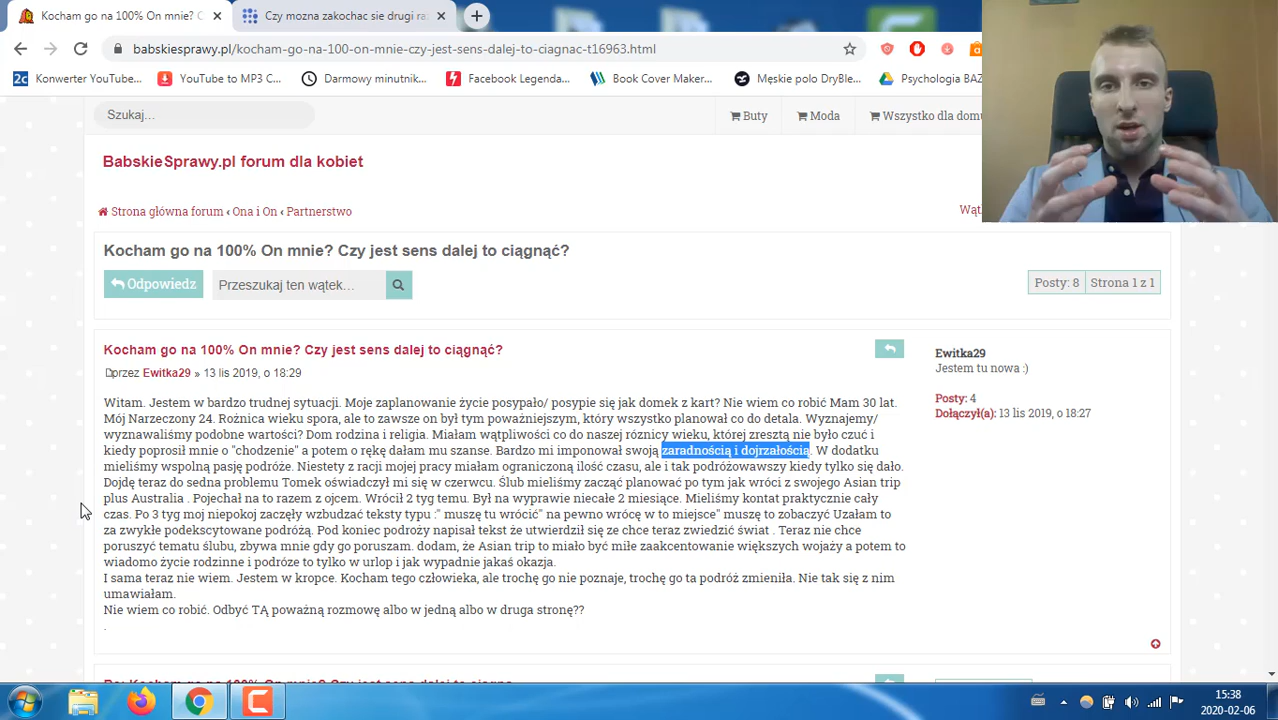 Kocham go na 100% On mnie? C
Czy mozna zakochac sie drugi ra
babskiesprawy.pl/kocham-go-na-100-on-mnie-czy-jest-sens-dalej-to-ciagnac-t16963.html
Konwerter YouTube...
YouTube to MP3 C...
Darmowy minutnik...
Facebook Legenda...
Book Cover Maker...
Męskie polo DryBle...
Psychologia BAZ
Szukaj...
Buty
Moda
Wszystko dla domu
BabskieSprawy.pl forum dla kobiet
Strona główna forum ‹ Ona i On ‹ Partnerstwo
Wąt
Kocham go na 100% On mnie? Czy jest sens dalej to ciągnąć?
Odpowiedz
Przeszukaj ten wątek…
Posty: 8
Strona 1 z 1
Kocham go na 100% On mnie? Czy jest sens dalej to ciągnąć?
przez Ewitka29 » 13 lis 2019, o 18:29
Ewitka29
Jestem tu nowa :)
Posty: 4
Dołączył(a): 13 lis 2019, o 18:27
Witam. Jestem w bardzo trudnej sytuacji. Moje zaplanowanie życie posypało/ posypie się jak domek z kart? Nie wiem co robić Mam 30 lat.
Mój Narzeczony 24. Rożnica wieku spora, ale to zawsze on był tym poważniejszym, który wszystko planował co do detala. Wyznajemy/
wyznawaliśmy podobne wartości? Dom rodzina i religia. Miałam wątpliwości co do naszej róznicy wieku, której zresztą nie było czuć i
kiedy poprosił mnie o "chodzenie" a potem o rękę dałam mu szanse. Bardzo mi imponował swoją zaradnością i dojrzałością. W dodatku
mieliśmy wspolną pasję podróże. Niestety z racji mojej pracy miałam ograniczoną ilość czasu, ale i tak podróżowawszy kiedy tylko się dało.
Dojdę teraz do sedna problemu Tomek oświadczył mi się w czerwcu. Ślub mieliśmy zacząć planować po tym jak wróci z swojego Asian trip
plus Australia . Pojechał na to razem z ojcem. Wrócił 2 tyg temu. Był na wyprawie niecałe 2 miesiące. Mieliśmy kontat praktycznie cały
czas. Po 3 tyg moj niepokoj zaczęły wzbudzać teksty typu :" muszę tu wrócić" na pewno wrócę w to miejsce" muszę to zobaczyć Uzałam to
za zwykłe podekscytowane podróżą. Pod koniec podroży napisał tekst że utwierdził się ze chce teraz zwiedzić świat . Teraz nie chce
poruszyć tematu ślubu, zbywa mnie gdy go poruszam. dodam, że Asian trip to miało być miłe zaakcentowanie większych wojaży a potem to
wiadomo życie rodzinne i podróze to tylko w urlop i jak wypadnie jakaś okazja.
I sama teraz nie wiem. Jestem w kropce. Kocham tego człowieka, ale trochę go nie poznaje, trochę go ta podróż zmieniła. Nie tak się z nim
umawiałam.
Nie wiem co robić. Odbyć TĄ poważną rozmowę albo w jedną albo w druga stronę??
.
15:38
2020-02-06